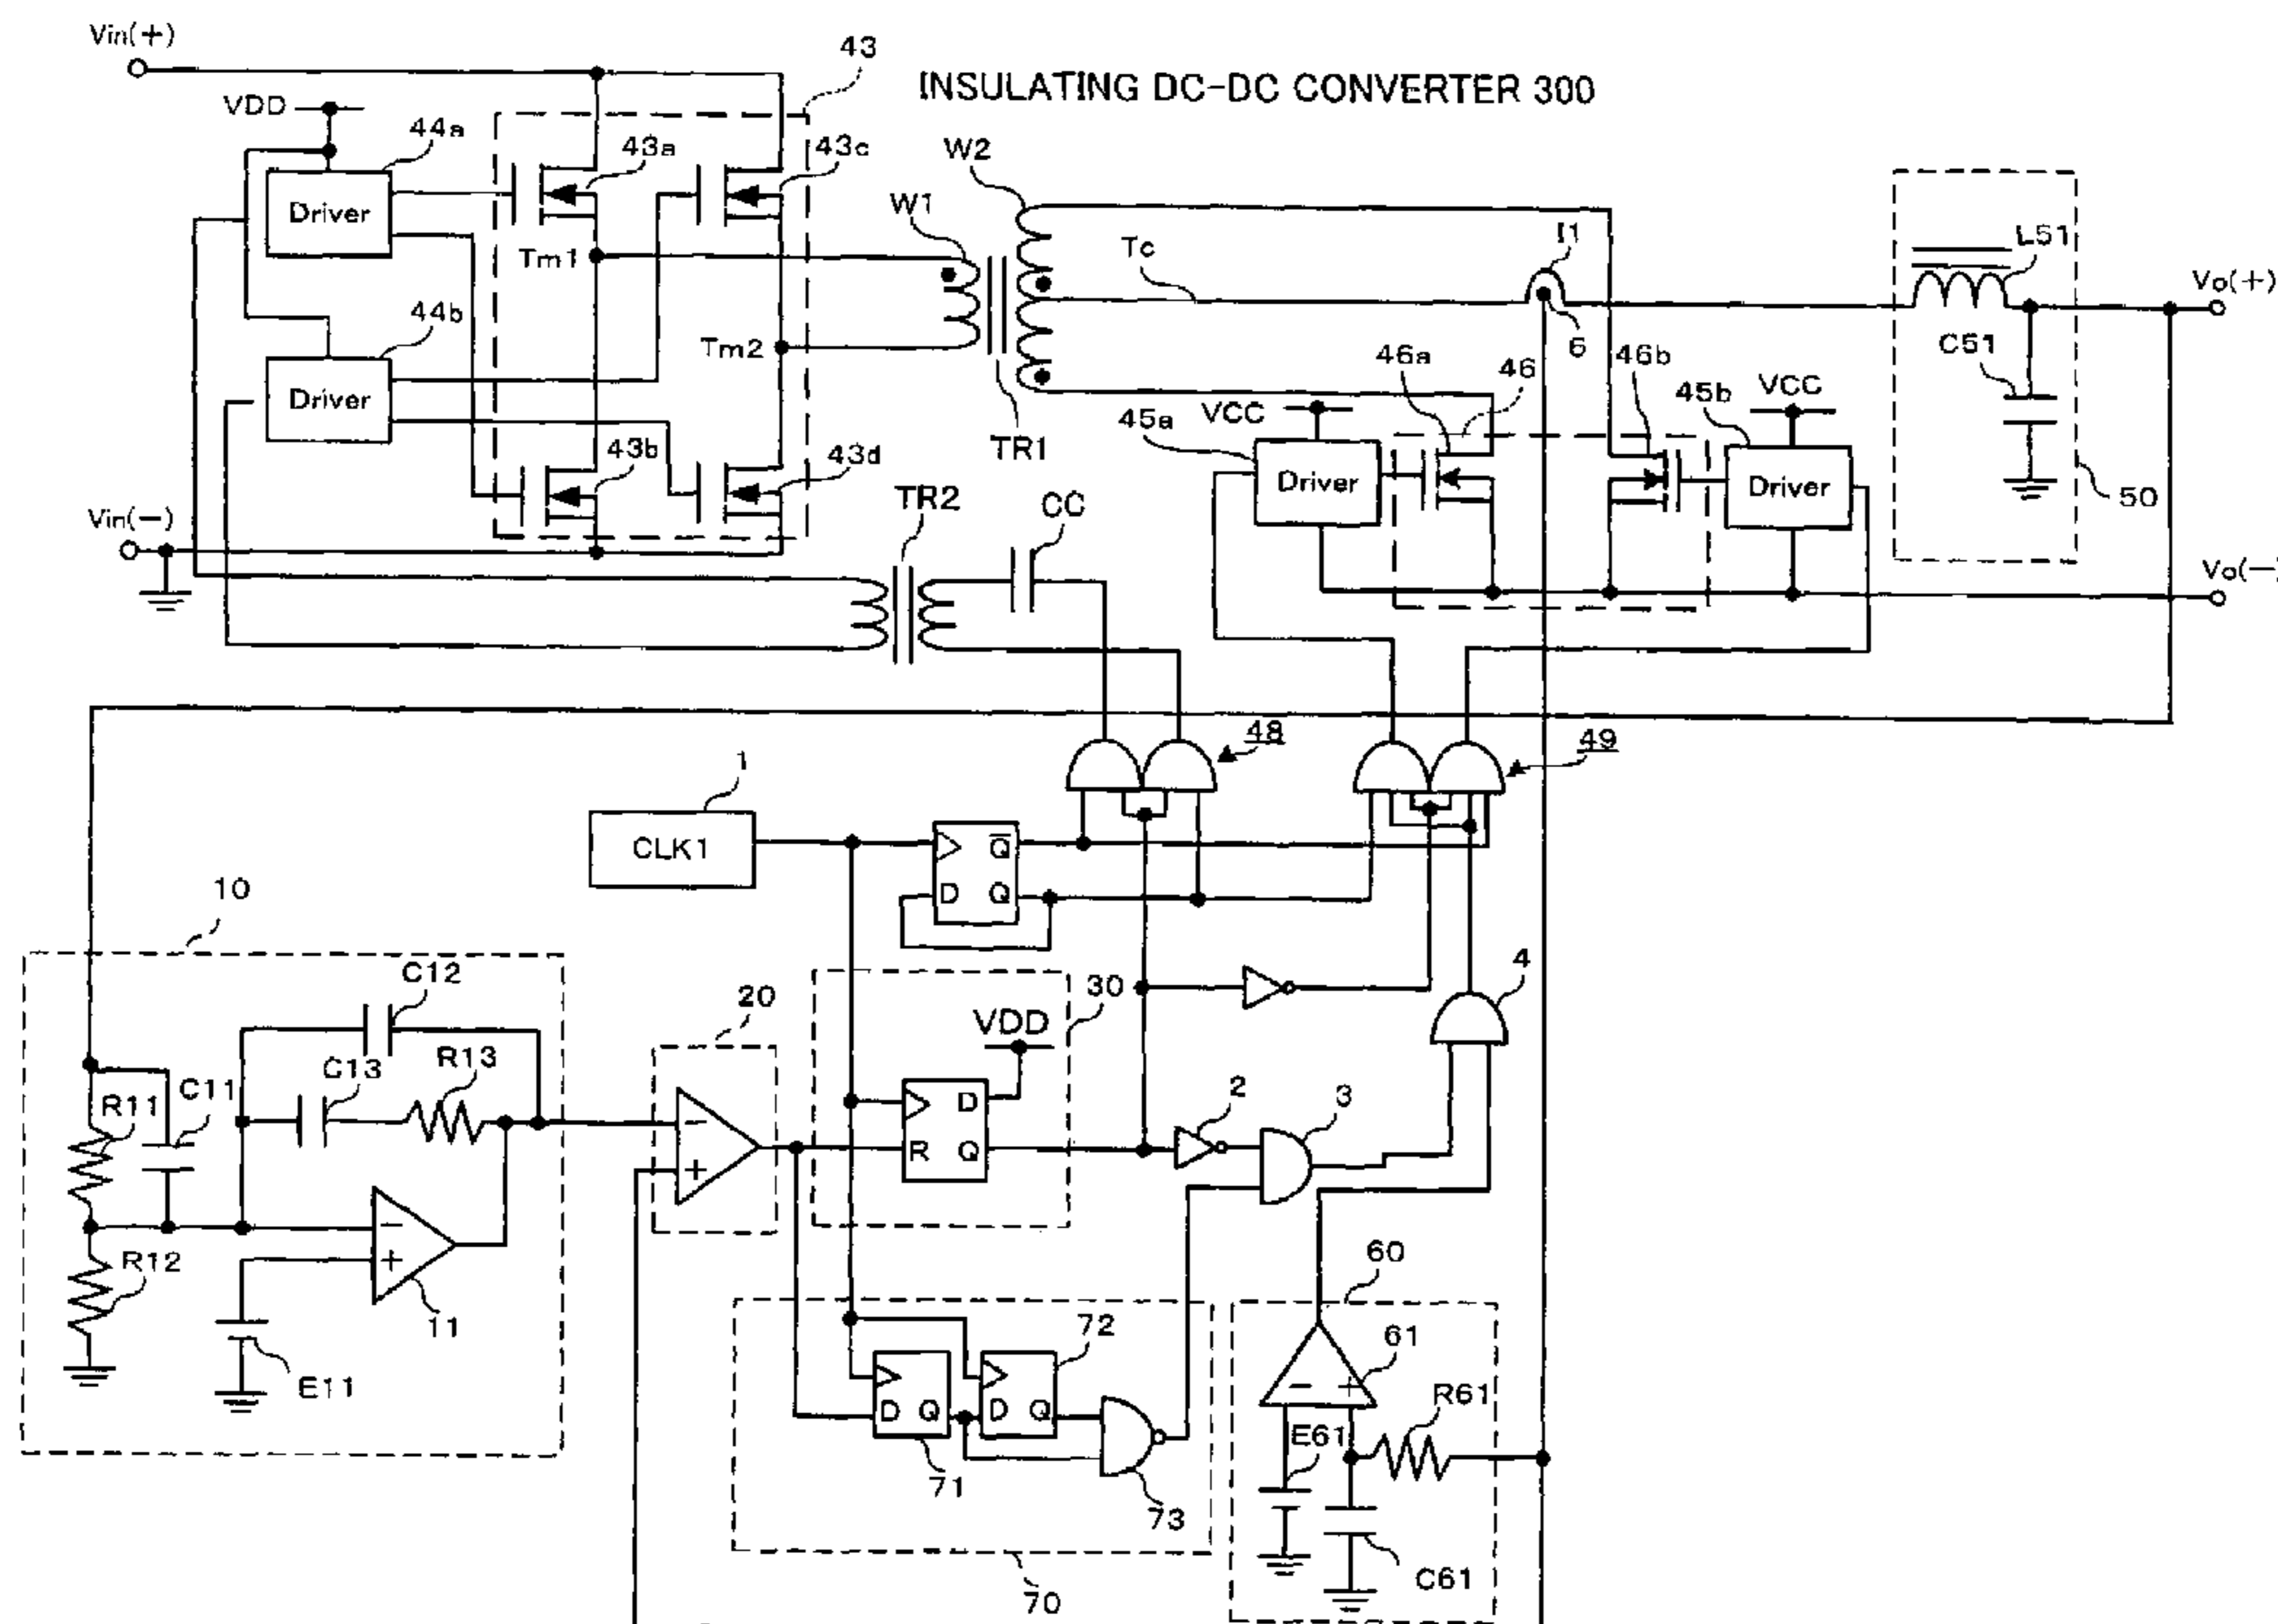 Vin(+)
43
INSULATING DC-DC CONVERTER 300
VDD
44a
43a
43c
W2
Driver
W1
Tc
I1
L51
Vo(+)
Tm1
44b
Tm2
6
C51
46a
46
46b
Driver
VCC
VCC
45a
45b
TR1
43b
43d
Driver
Driver
50
Vin(-)
TR2
CC
Vo(-)
48
49
1
CLK1
Q
D
Q
10
C12
20
30
4
VDD
C13
R13
2
3
R11
C11
-
+
D
R
Q
-
+
R12
11
E11
60
72
61
-
+
R61
D
Q
D
Q
E61
71
73
C61
70